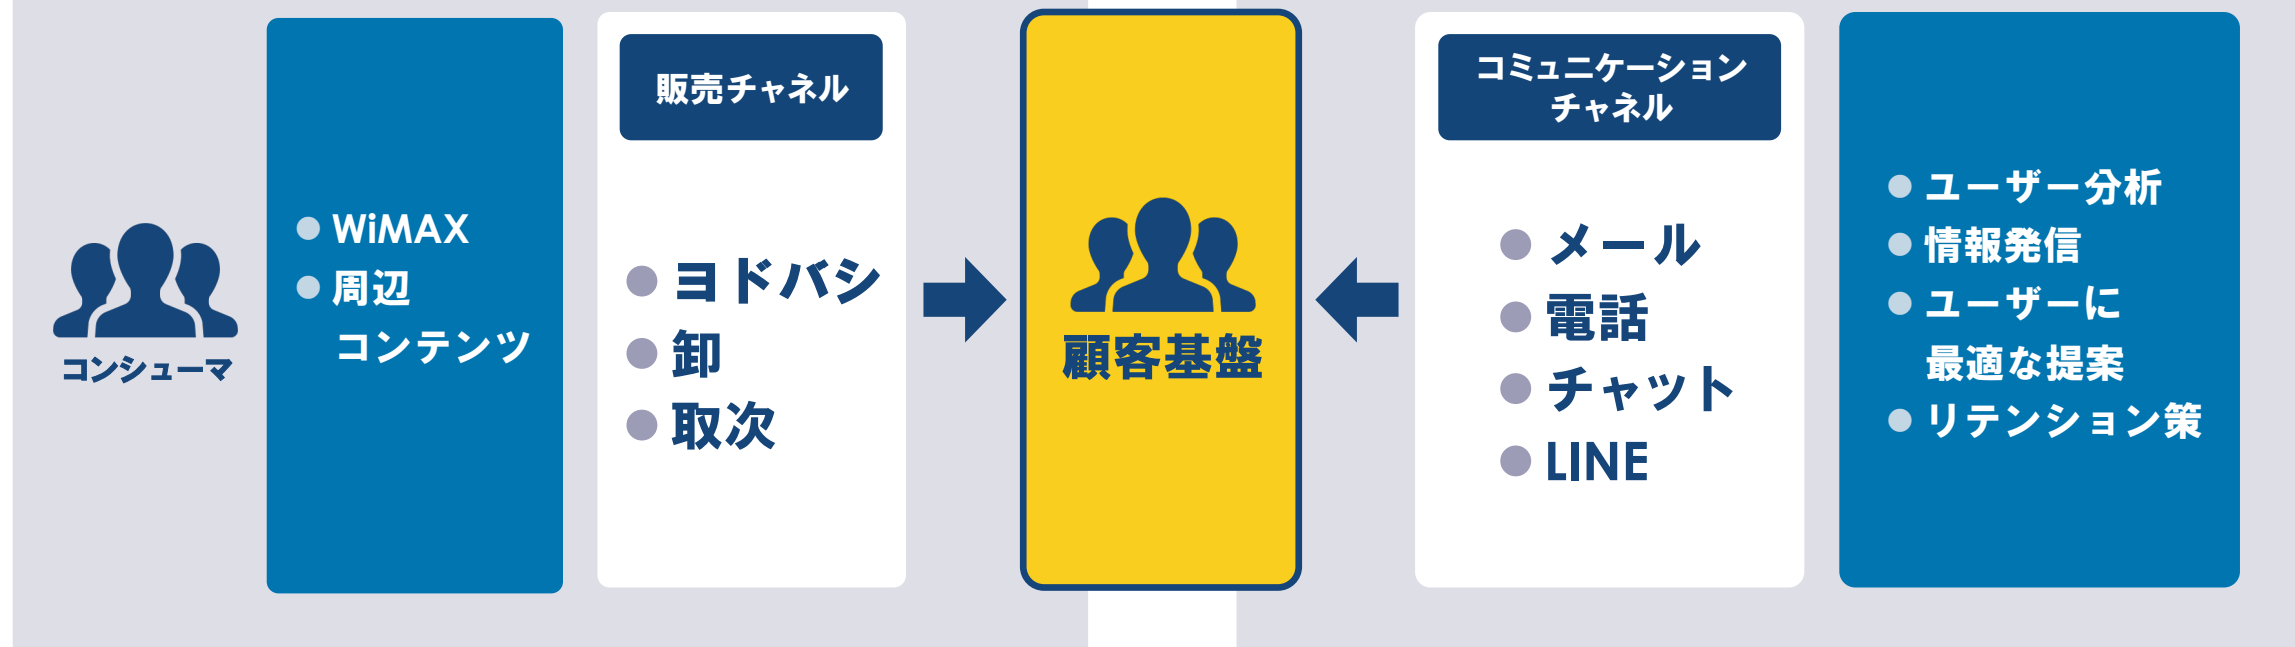 コンシューマ
WiMAX
周辺
コンテンツ
販売チャネル
ヨドバシ
卸
取次
顧客基盤
コミュニケーション
チャネル
メール
電話
チャット
LINE
ユーザー分析
情報発信
ユーザーに
最適な提案
リテンション策